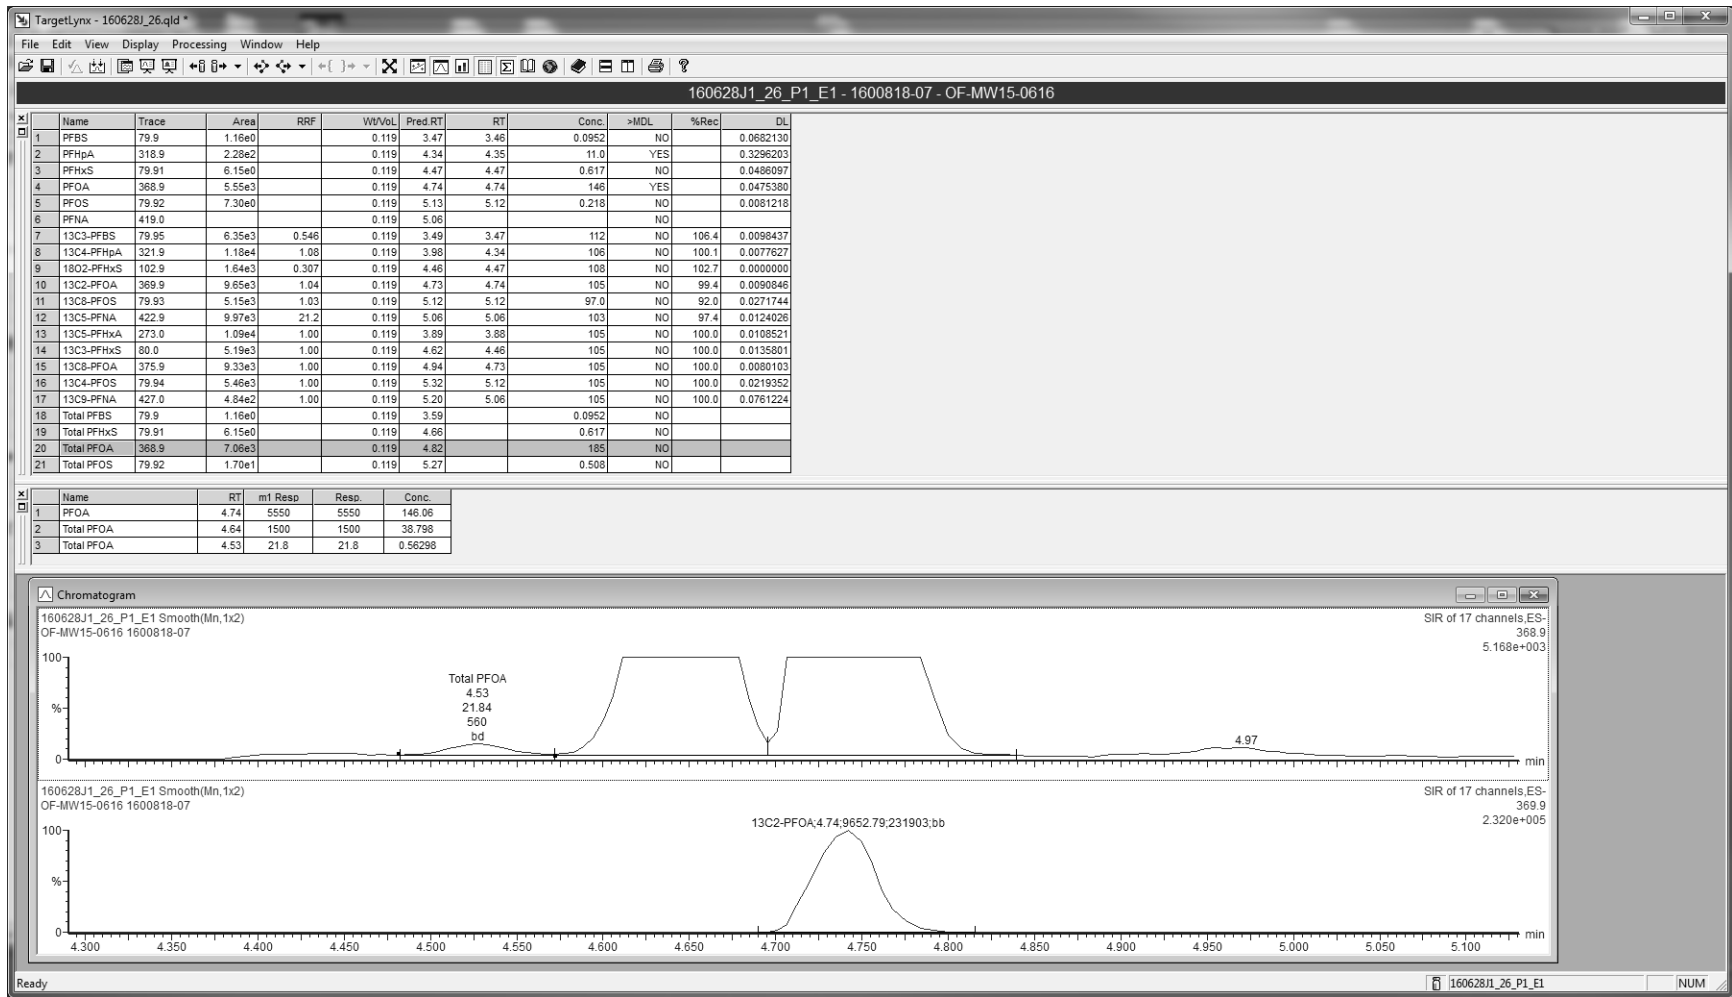 TargetLynx - 160628J_26.qld *
File Edit View Display Processing Window Help
160628J1_26_P1_E1 - 1600818-07 - OF-MW15-0616
Name Trace Area RRF Wt/VoL Pred.RT RT Conc. >MDL %Rec DL
1 PFBS 79.9 1.16e0 0.119 3.47 3.46 0.0952 NO 0.0682130
2 PFHpA 318.9 2.28e2 0.119 4.34 4.35 11.0 YES 0.3296203
3 PFHxS 79.91 6.15e0 0.119 4.47 4.47 0.617 NO 0.0486097
4 PFOA 368.9 5.55e3 0.119 4.74 4.74 146 YES 0.0475380
5 PFOS 79.92 7.30e0 0.119 5.13 5.12 0.218 NO 0.0081218
6 PFNA 419.0 0.119 5.06 NO
7 13C3-PFBS 79.95 6.35e3 0.546 0.119 3.49 3.47 112 NO 106.4 0.0098437
8 13C4-PFHpA 321.9 1.18e4 1.08 0.119 3.98 4.34 106 NO 100.1 0.0077627
9 18O2-PFHxS 102.9 1.64e3 0.307 0.119 4.46 4.47 108 NO 102.7 0.0000000
10 13C2-PFOA 369.9 9.65e3 1.04 0.119 4.73 4.74 105 NO 99.4 0.0090846
11 13C8-PFOS 79.93 5.15e3 1.03 0.119 5.12 5.12 97.0 NO 92.0 0.0271744
12 13C5-PFNA 422.9 9.97e3 21.2 0.119 5.06 5.06 103 NO 97.4 0.0124026
13 13C5-PFHxA 273.0 1.09e4 1.00 0.119 3.89 3.88 105 NO 100.0 0.0108521
14 13C3-PFHxS 80.0 5.19e3 1.00 0.119 4.62 4.46 105 NO 100.0 0.0135801
15 13C8-PFOA 375.9 9.33e3 1.00 0.119 4.94 4.73 105 NO 100.0 0.0080103
16 13C4-PFOS 79.94 5.46e3 1.00 0.119 5.32 5.12 105 NO 100.0 0.0219352
17 13C9-PFNA 427.0 4.84e2 1.00 0.119 5.20 5.06 105 NO 100.0 0.0761224
18 Total PFBS 79.9 1.16e0 0.119 3.59 0.0952 NO
19 Total PFHxS 79.91 6.15e0 0.119 4.66 0.617 NO
20 Total PFOA 368.9 7.06e3 0.119 4.82 185 NO
21 Total PFOS 79.92 1.70e1 0.119 5.27 0.508 NO
Name RT m1 Resp Resp. Conc.
1 PFOA 4.74 5550 5550 146.06
2 Total PFOA 4.64 1500 1500 38.798
3 Total PFOA 4.53 21.8 21.8 0.56298
Chromatogram
160628J1_26_P1_E1 Smooth(Mn,1x2) SIR of 17 channels,ES-
OF-MW15-0616 1600818-07 368.9
5.168e+003
100
Total PFOA
4.53
% 21.84
560
bd
4.97
0
min
160628J1_26_P1_E1 Smooth(Mn,1x2) SIR of 17 channels,ES-
OF-MW15-0616 1600818-07 369.9
2.320e+005
13C2-PFOA;4.74;9652.79;231903;bb
100
%
0
min
4.300 4.350 4.400 4.450 4.500 4.550 4.600 4.650 4.700 4.750 4.800 4.850 4.900 4.950 5.000 5.050 5.100
Ready 160628J1_26_P1_E1 NUM